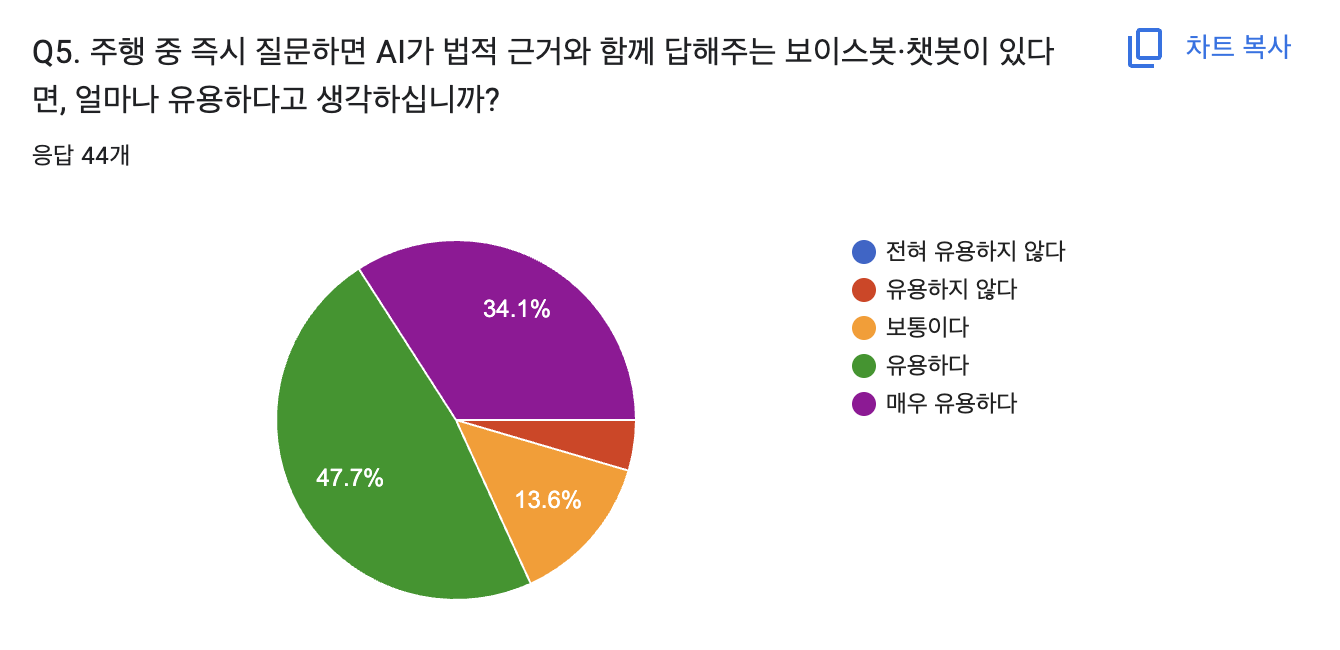 Q5. 주행 중 즉시 질문하면 AI가 법적 근거와 함께 답해주는 보이스봇·챗봇이 있다
면, 얼마나 유용하다고 생각하십니까?
차트 복사
응답 44개
전혀 유용하지 않다
유용하지 않다
보통이다
유용하다
매우 유용하다
34.1%
47.7%
13.6%